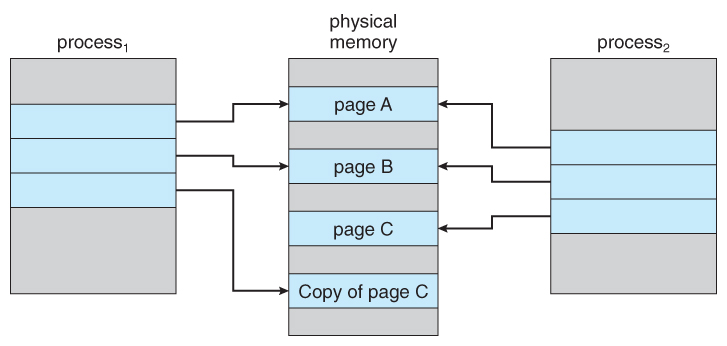 process₁
physical
memory
process₂
page A
page B
page C
Copy of page C